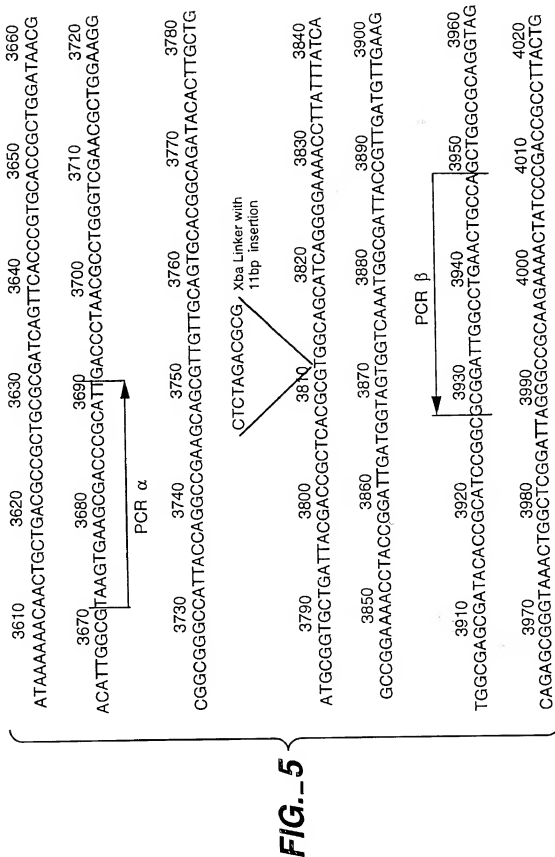 3610 3620 3630 3640 3650 3660
ATAAAAAACAACTGCTGACGCCGCTGCGCGATCAGTTCACCCGTGCACCGCTGGATAACG
3670 3680 3690 3700 3710 3720
ACATTGGCGTAAGTGAAGCGACCCGCATTGACCCTAACGCCTGGGTCGAACGCTGGAAGG
PCR α
3730 3740 3750 3760 3770 3780
CGGCGGGCCATTACCAGGCCGAAGCAGCGTTGTTGCAGTGCACGGCAGATACACTTGCTG
CTCTAGACGCG Xba Linker with
11bp insertion
3790 3800 3810 3820 3830 3840
ATGCGGTGCTGATTACGACCGCTCACGCGTGGCAGCATCAGGGGAAAACCTTATTTATCA
3850 3860 3870 3880 3890 3900
GCCGGAAAACCTACCGGATTGATGGTAGTGGTCAAATGGCGATTACCGTTGATGTTGAAG
PCR β
3910 3920 3930 3940 3950 3960
TGGCGAGCGATACACCGCATCCGGCGCGGATTGGCCTGAACTGCCAGCTGGCGCAGGTAG
3970 3980 3990 4000 4010 4020
CAGAGCGGGTAAACTGGCTCGGATTAGGGCCGCAAGAAAACTATCCCGACCGCCTTACTG
FIG._5